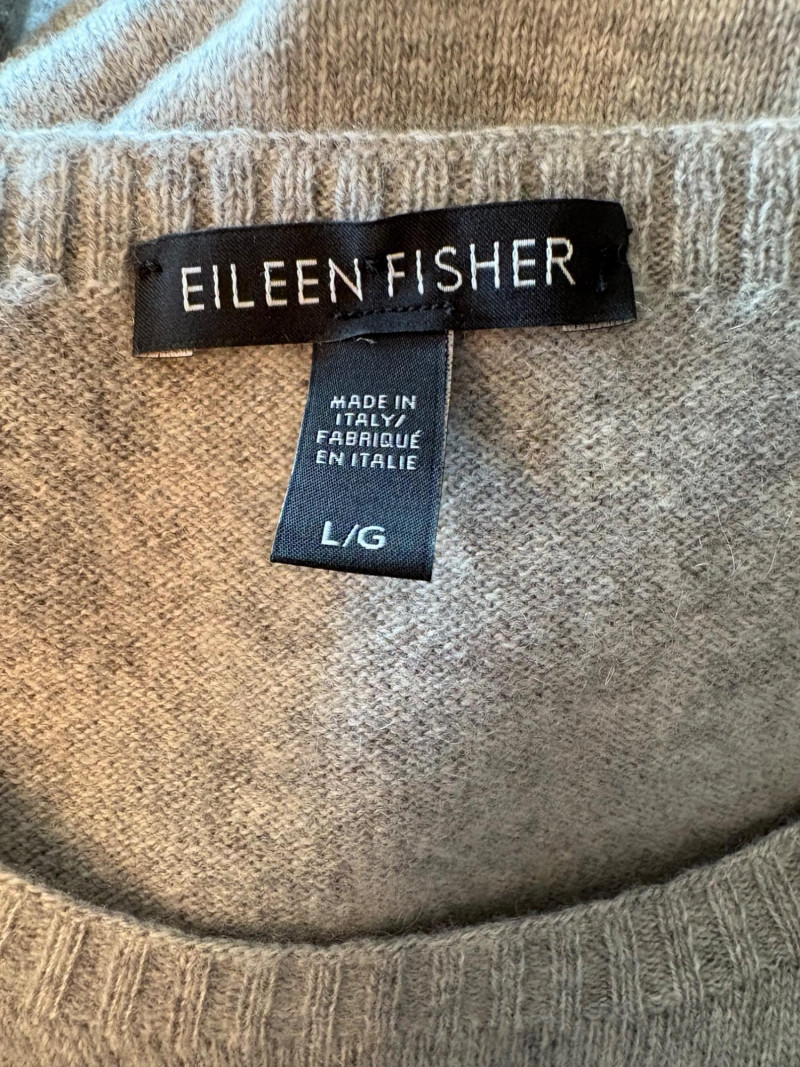 EILEEN FISHER
MADE IN
ITALY/
FABRIQUÉ
EN ITALIE
L/G